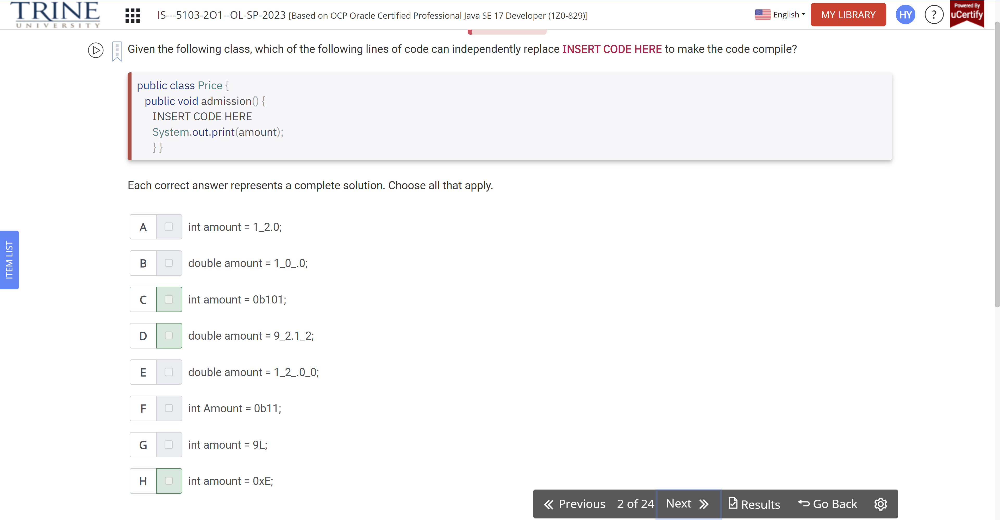 TRINE
UNIVERSITY
IS---5103-2O1--OL-SP-2023 [Based on OCP Oracle Certified Professional Java SE 17 Developer (1Z0-829)]
English
MY LIBRARY
HY
?
Powered By
uCertify
Given the following class, which of the following lines of code can independently replace INSERT CODE HERE to make the code compile?
public class Price {
public void admission() {
INSERT CODE HERE
System.out.print(amount);
} }
Each correct answer represents a complete solution. Choose all that apply.
A int amount = 1_2.0;
B double amount = 1_0_.0;
C int amount = 0b101;
D double amount = 9_2.1_2;
E double amount = 1_2_.0_0;
F int Amount = 0b11;
G int amount = 9L;
H int amount = 0xE;
ITEM LIST
Previous 2 of 24 Next Results Go Back